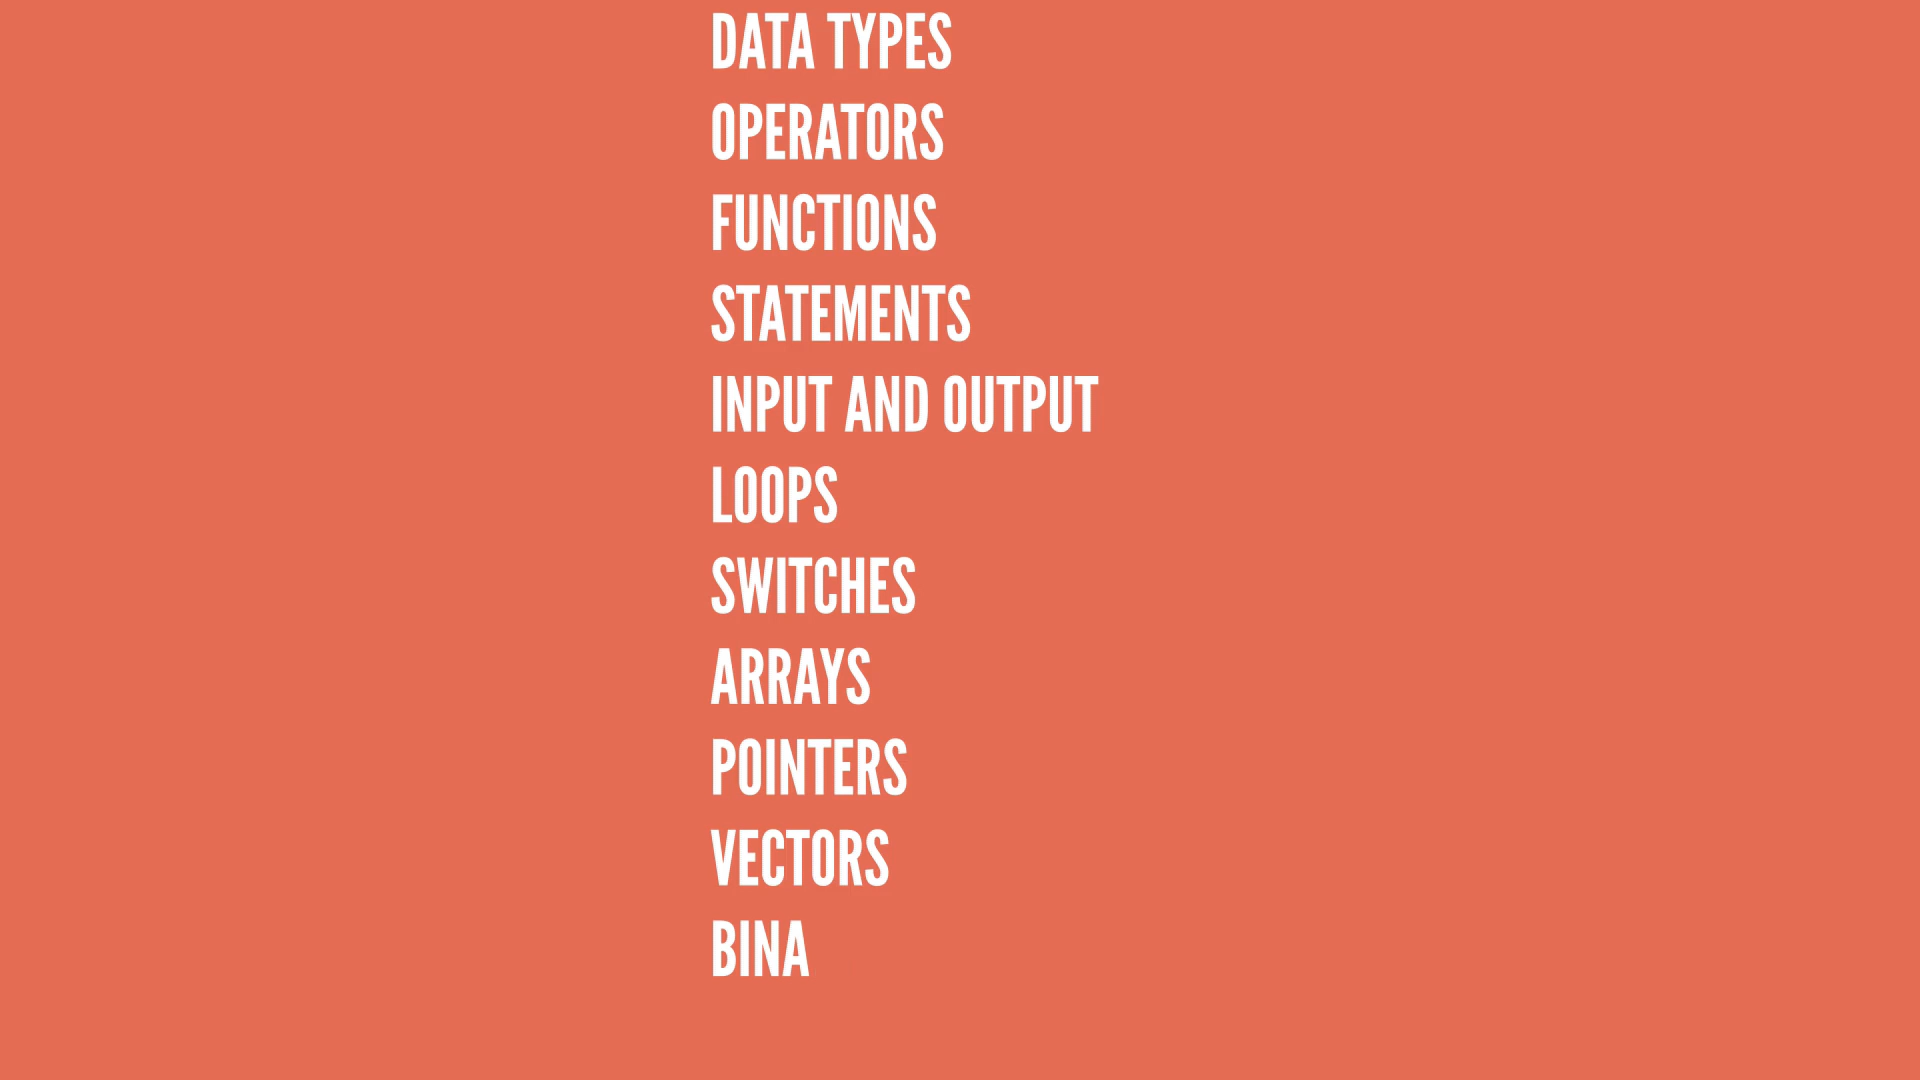 DATA TYPES
OPERATORS
FUNCTIONS
STATEMENTS
INPUT AND OUTPUT
LOOPS
SWITCHES
ARRAYS
POINTERS
VECTORS
BINA